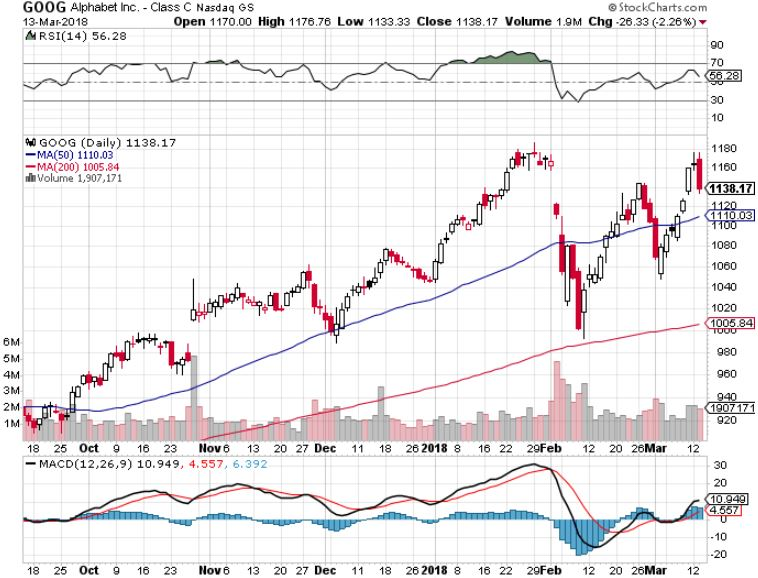 GOOG Alphabet Inc. - Class C Nasdaq GS © StockCharts.com
13-Mar-2018 Open 1170.00 High 1176.76 Low 1133.33 Close 1138.17 Volume 1.9M Chg -26.33 (-2.26%)
RSI(14) 56.28
90
70
56.28
50
30
10
GOOG (Daily) 1138.17
MA(50) 1110.03
MA(200) 1005.84
Volume 1,907,171
1180
1160
1138.17
1120
1110.03
1100
1080
1060
1040
1020
1005.84
1000
980
960
940
920
1907171
6M
5M
4M
3M
2M
1M
18 25 Oct 9 16 23 Nov 6 13 20 27 Dec 11 18 26 2018 8 16 22 29 Feb 12 20 26 Mar 12
MACD(12,26,9) 10.949, 4.557, 6.392
30
20
10.949
4.557
0
-10
-20
18 25 Oct 9 16 23 Nov 6 13 20 27 Dec 11 18 26 2018 8 16 22 29 Feb 12 20 26 Mar 12